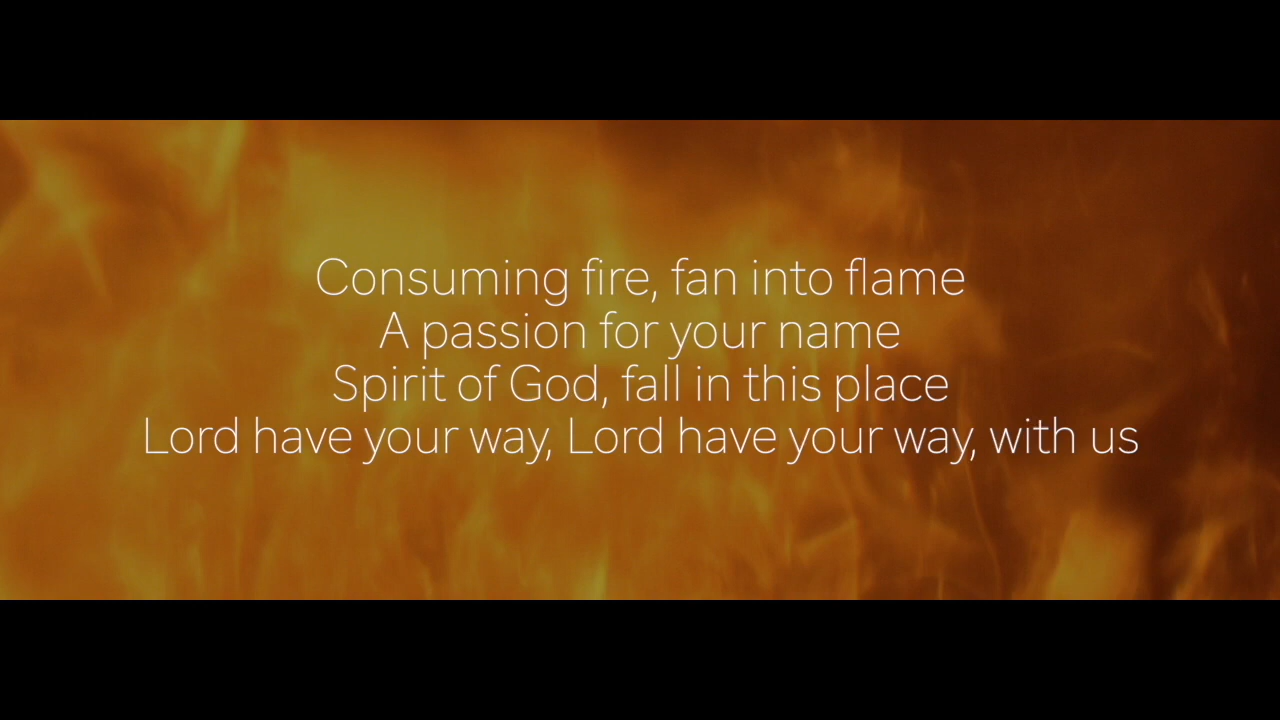 Consuming fire, fan into flame
A passion for your name
Spirit of God, fall in this place
Lord have your way, Lord have your way, with us